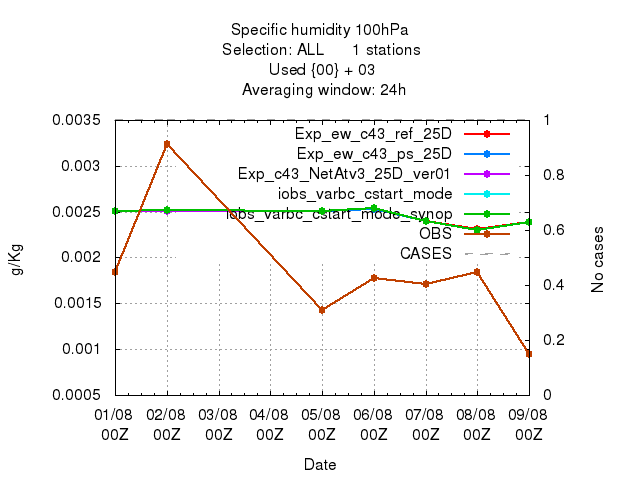 Specific humidity 100hPa
Selection: ALL 1 stations
Used {00} + 03
Averaging window: 24h
0.0035
0.003
0.0025
0.002
0.0015
0.001
0.0005
g/Kg
1
0.8
0.6
0.4
0.2
0
No cases
Exp_ew_c43_ref_25D
Exp_ew_c43_ps_25D
Exp_c43_NetAtv3_25D_ver01
iobs_varbc_cstart_mode
iobs_varbc_cstart_mode_synop
OBS
CASES
01/08 02/08 03/08 04/08 05/08 06/08 07/08 08/08 09/08
00Z 00Z 00Z 00Z 00Z 00Z 00Z 00Z 00Z
Date